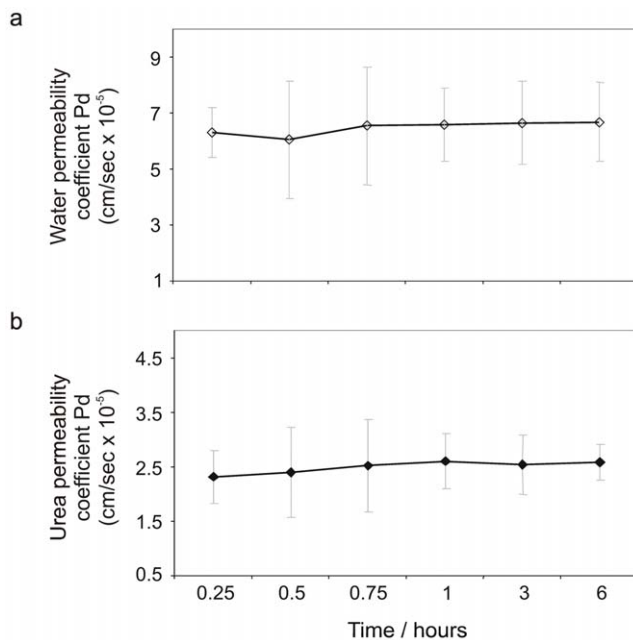 a
Water permeability
coefficient Pd
(cm/sec x 10⁻⁵)
9
7
5
3
1
b
Urea permeability
coefficient Pd
(cm/sec x 10⁻⁵)
4.5
3.5
2.5
1.5
0.5
0.25 0.5 0.75 1 3 6
Time / hours